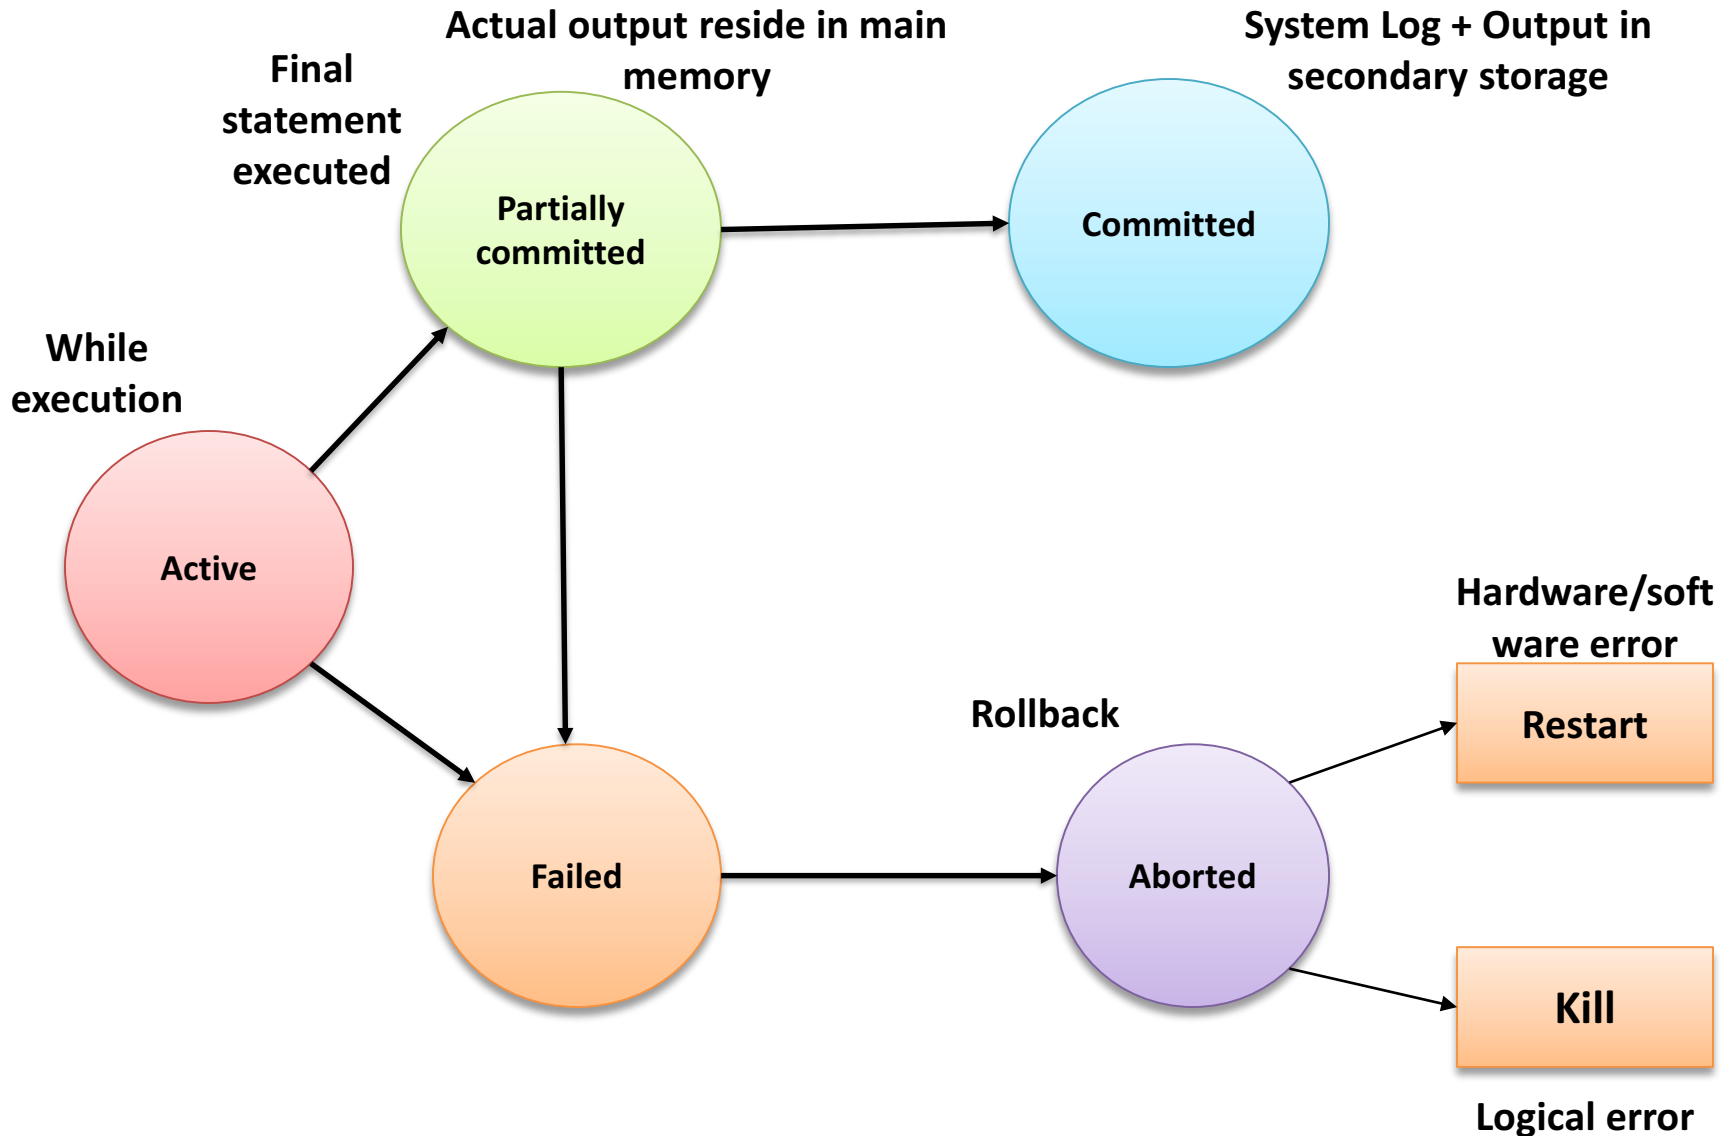 Actual output reside in main
memory
System Log + Output in
secondary storage
Final
statement
executed
Partially
committed
Committed
While
execution
Active
Hardware/soft
ware error
Rollback
Restart
Failed
Aborted
Kill
Logical error